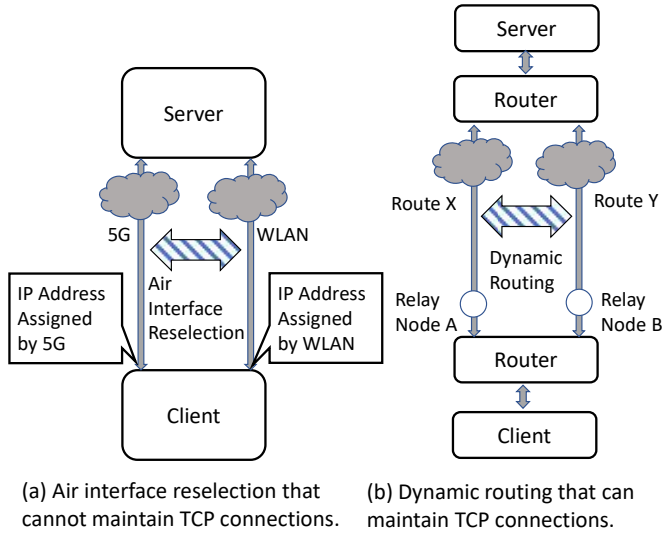 Server
5G
WLAN
Air
Interface
Reselection
IP Address
Assigned
by 5G
IP Address
Assigned
by WLAN
Client
(a) Air interface reselection that
cannot maintain TCP connections.
Server
Router
Route X
Route Y
Dynamic
Routing
Relay
Node A
Relay
Node B
Router
Client
(b) Dynamic routing that can
maintain TCP connections.